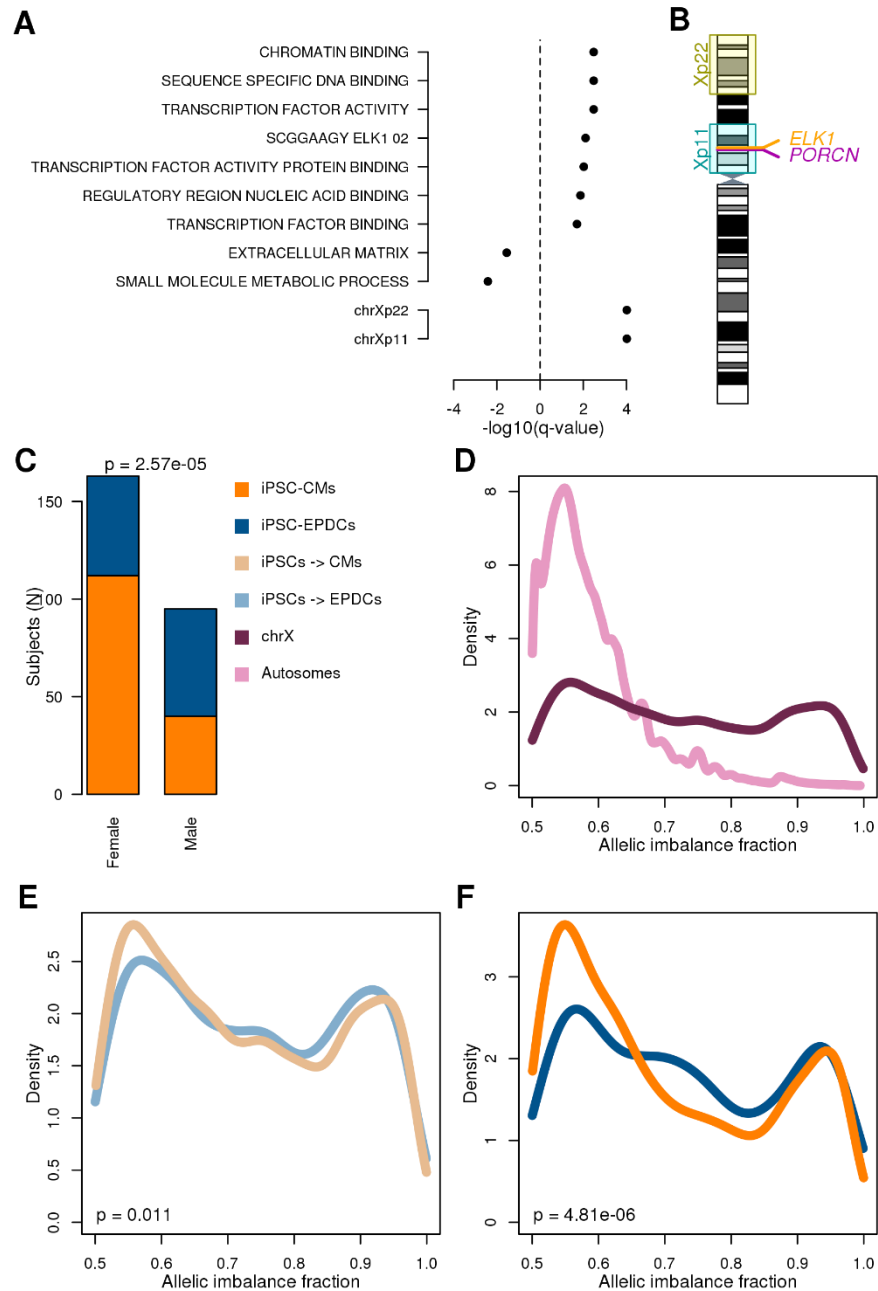 A
CHROMATIN BINDING
SEQUENCE SPECIFIC DNA BINDING
TRANSCRIPTION FACTOR ACTIVITY
SCGGAAGY ELK1 02
TRANSCRIPTION FACTOR ACTIVITY PROTEIN BINDING
REGULATORY REGION NUCLEIC ACID BINDING
TRANSCRIPTION FACTOR BINDING
EXTRACELLULAR MATRIX
SMALL MOLECULE METABOLIC PROCESS
chrXp22
chrXp11
-4 -2 0 2 4
-log10(q-value)
B
Xp22
Xp11
ELK1
PORCN
C
p = 2.57e-05
Subjects (N)
150
100
50
0
Female
Male
iPSC-CMs
iPSC-EPDCs
iPSCs -> CMs
iPSCs -> EPDCs
chrX
Autosomes
D
Density
8
6
4
2
0
0.5 0.6 0.7 0.8 0.9 1.0
Allelic imbalance fraction
E
Density
2.5
2.0
1.5
1.0
0.5
0.0
p = 0.011
0.5 0.6 0.7 0.8 0.9 1.0
Allelic imbalance fraction
F
Density
3
2
1
0
p = 4.81e-06
0.5 0.6 0.7 0.8 0.9 1.0
Allelic imbalance fraction